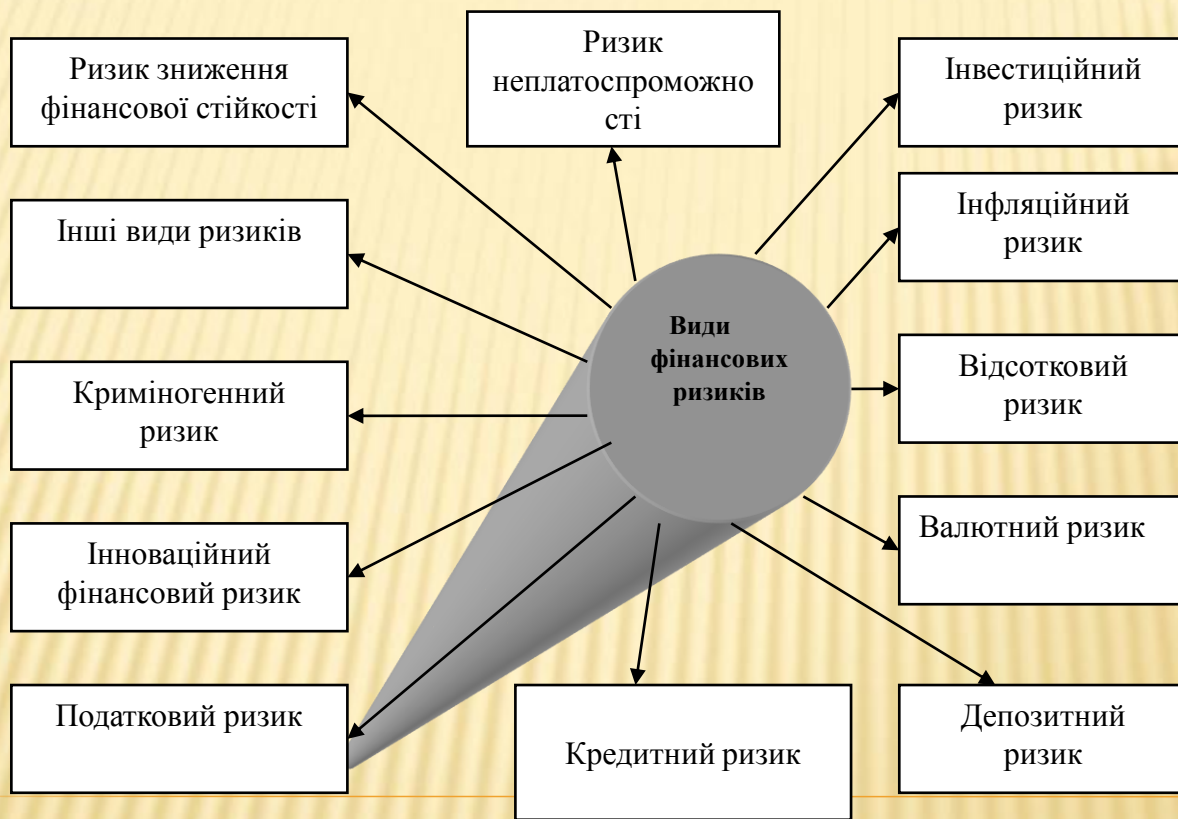 Ризик зниження
фінансової стійкості
Ризик
неплатоспроможно
сті
Інвестиційний
ризик
Інші види ризиків
Інфляційний
ризик
Види
фінансових
ризиків
Криміногенний
ризик
Відсотковий
ризик
Інноваційний
фінансовий ризик
Валютний ризик
Податковий ризик
Кредитний ризик
Депозитний
ризик